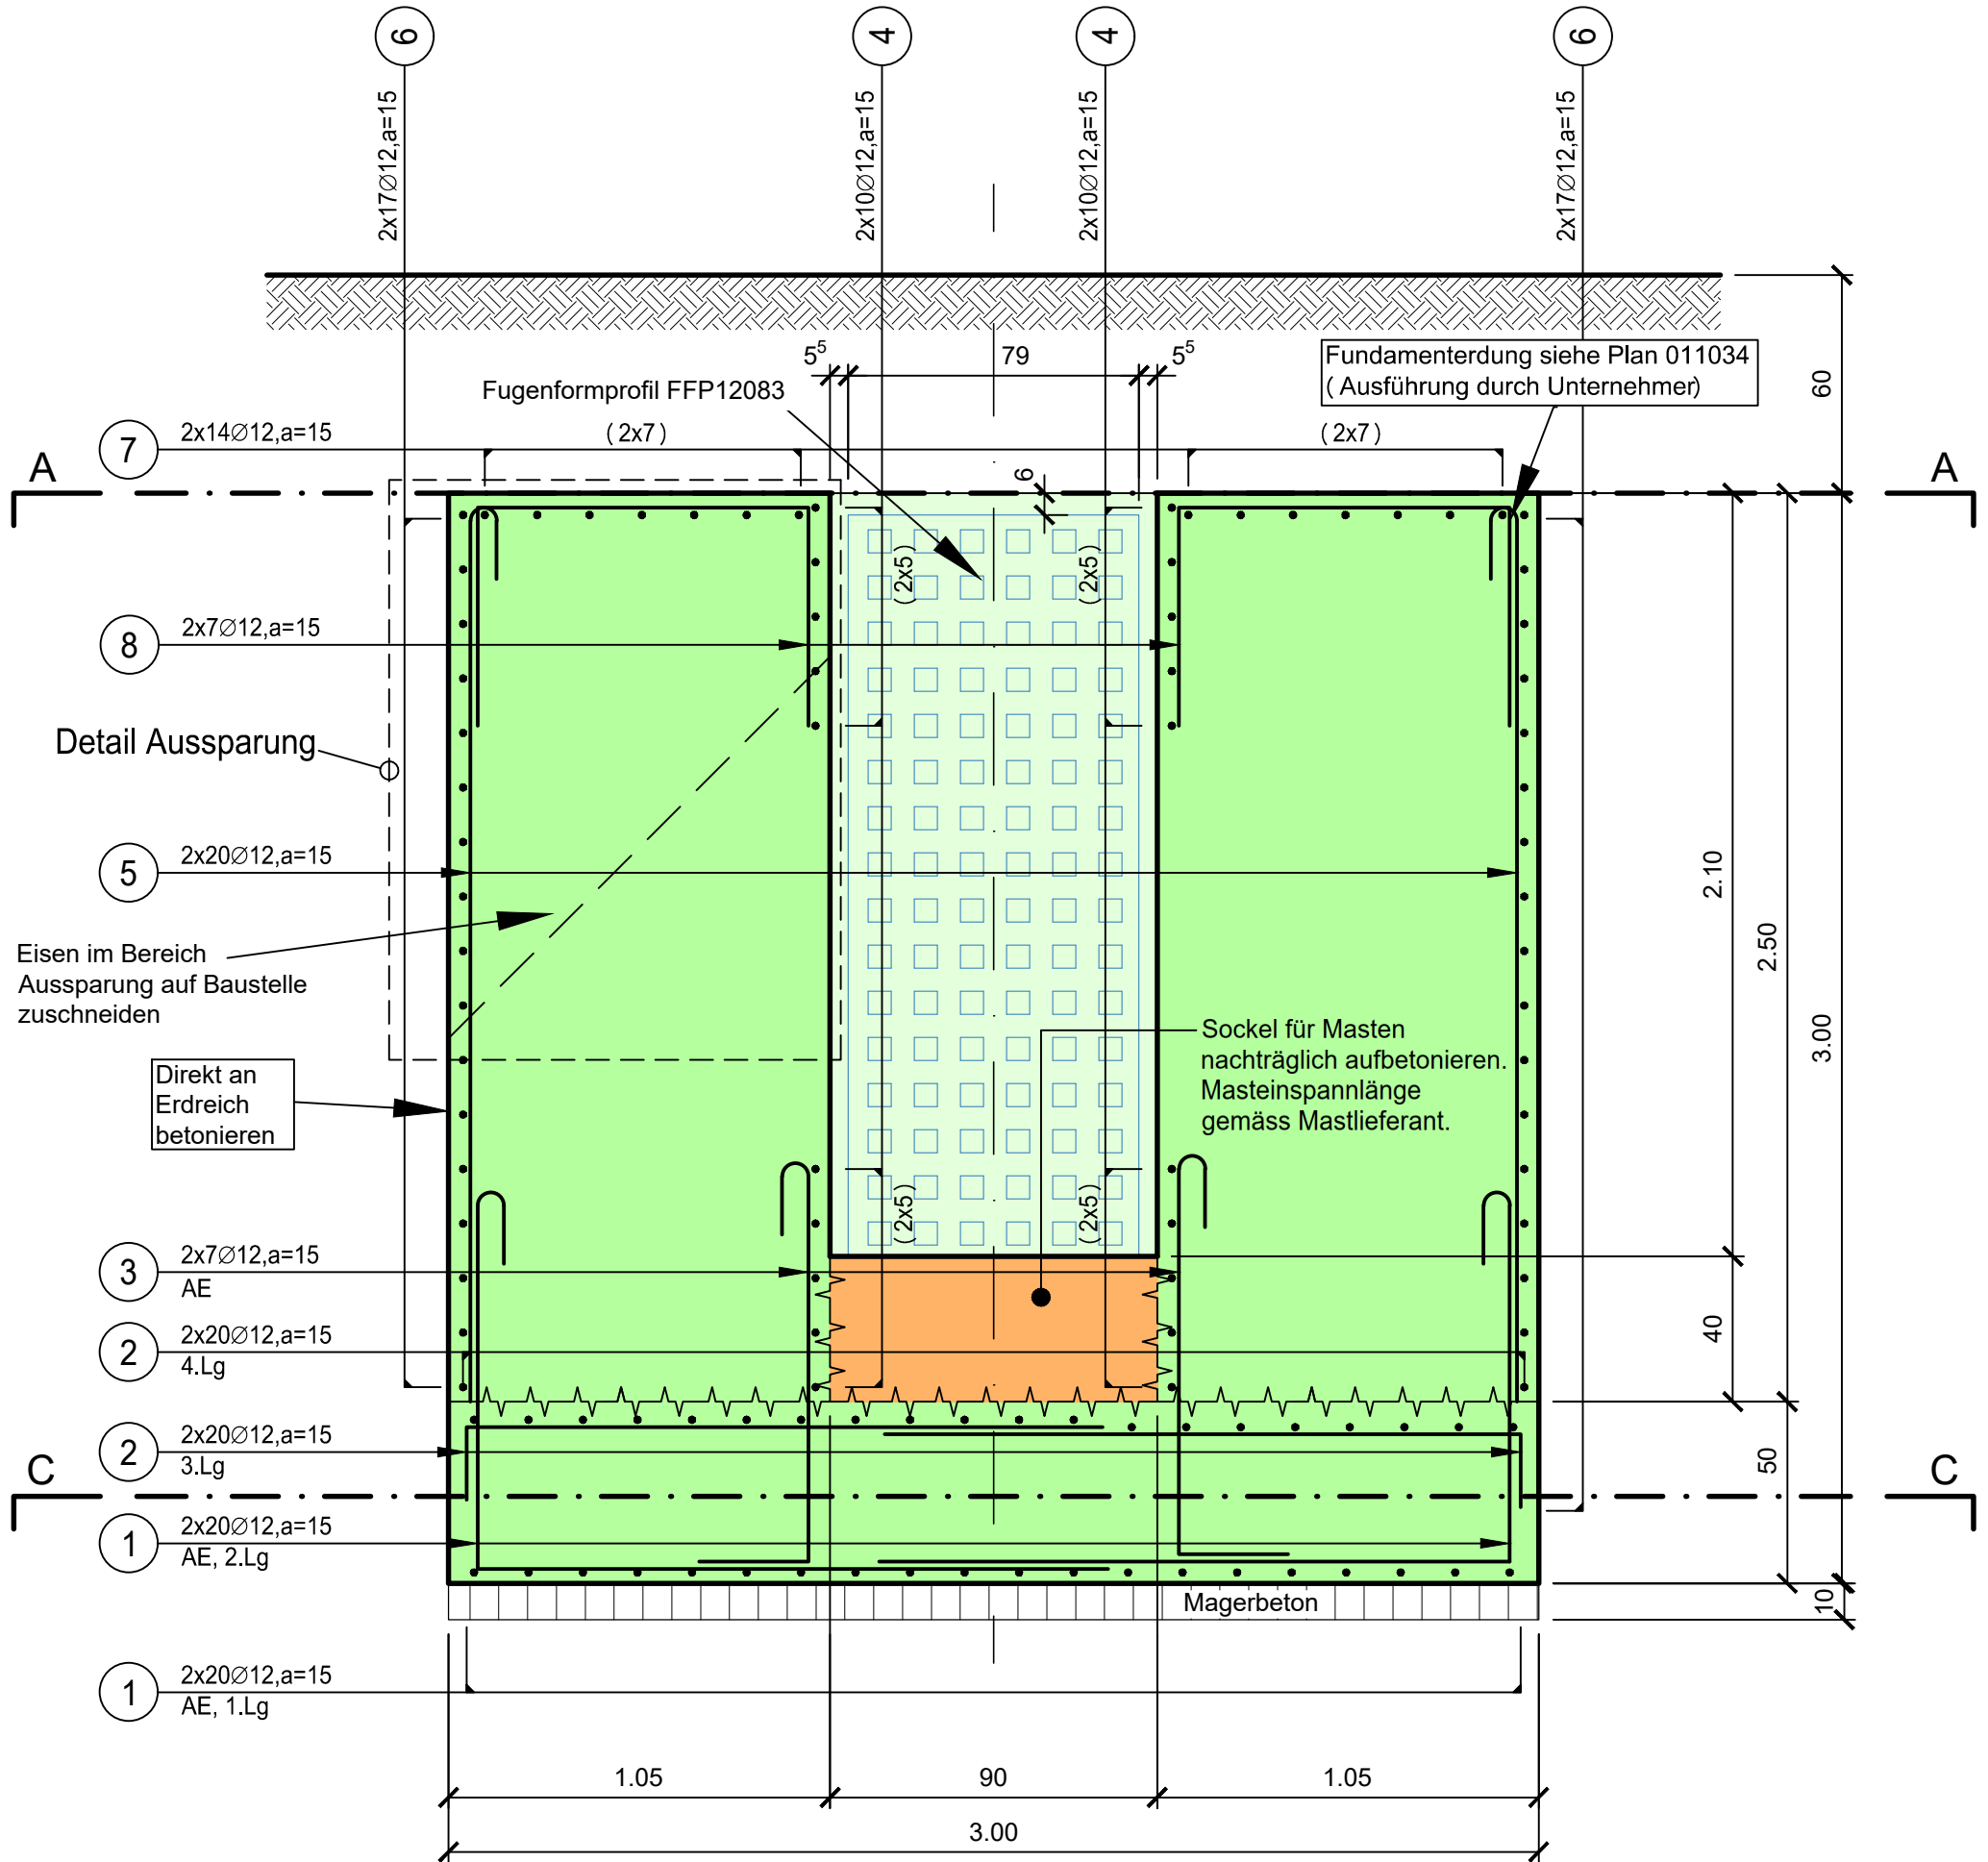 6
4
4
6
2x17∅12,a=15
2x10∅12,a=15
2x10∅12,a=15
2x17∅12,a=15
5⁵
79
5⁵
Fundamenterdung siehe Plan 011034
(Ausführung durch Unternehmer)
60
Fugenformprofil FFP12083
7
2x14∅12,a=15
(2x7)
(2x7)
A
A
6
(2x5)
(2x5)
8
2x7∅12,a=15
Detail Aussparung
5
2x20∅12,a=15
2.10
2.50
3.00
Eisen im Bereich
Aussparung auf Baustelle
zuschneiden
Sockel für Masten
nachträglich aufbetonieren.
Masteinspannlänge
gemäss Mastlieferant.
Direkt an
Erdreich
betonieren
(2x5)
(2x5)
3
2x7∅12,a=15
AE
40
2
2x20∅12,a=15
4.Lg
2
2x20∅12,a=15
3.Lg
50
C
C
1
2x20∅12,a=15
AE, 2.Lg
Magerbeton
10
1
2x20∅12,a=15
AE, 1.Lg
1.05
90
1.05
3.00